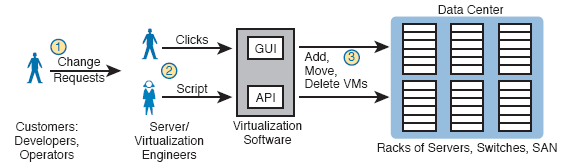 Data Center
1
Change
Requests
Clicks
2
Script
GUI
API
3
Add,
Move,
Delete VMs
Customers:
Developers,
Operators
Server/
Virtualization
Engineers
Virtualization
Software
Racks of Servers, Switches, SAN